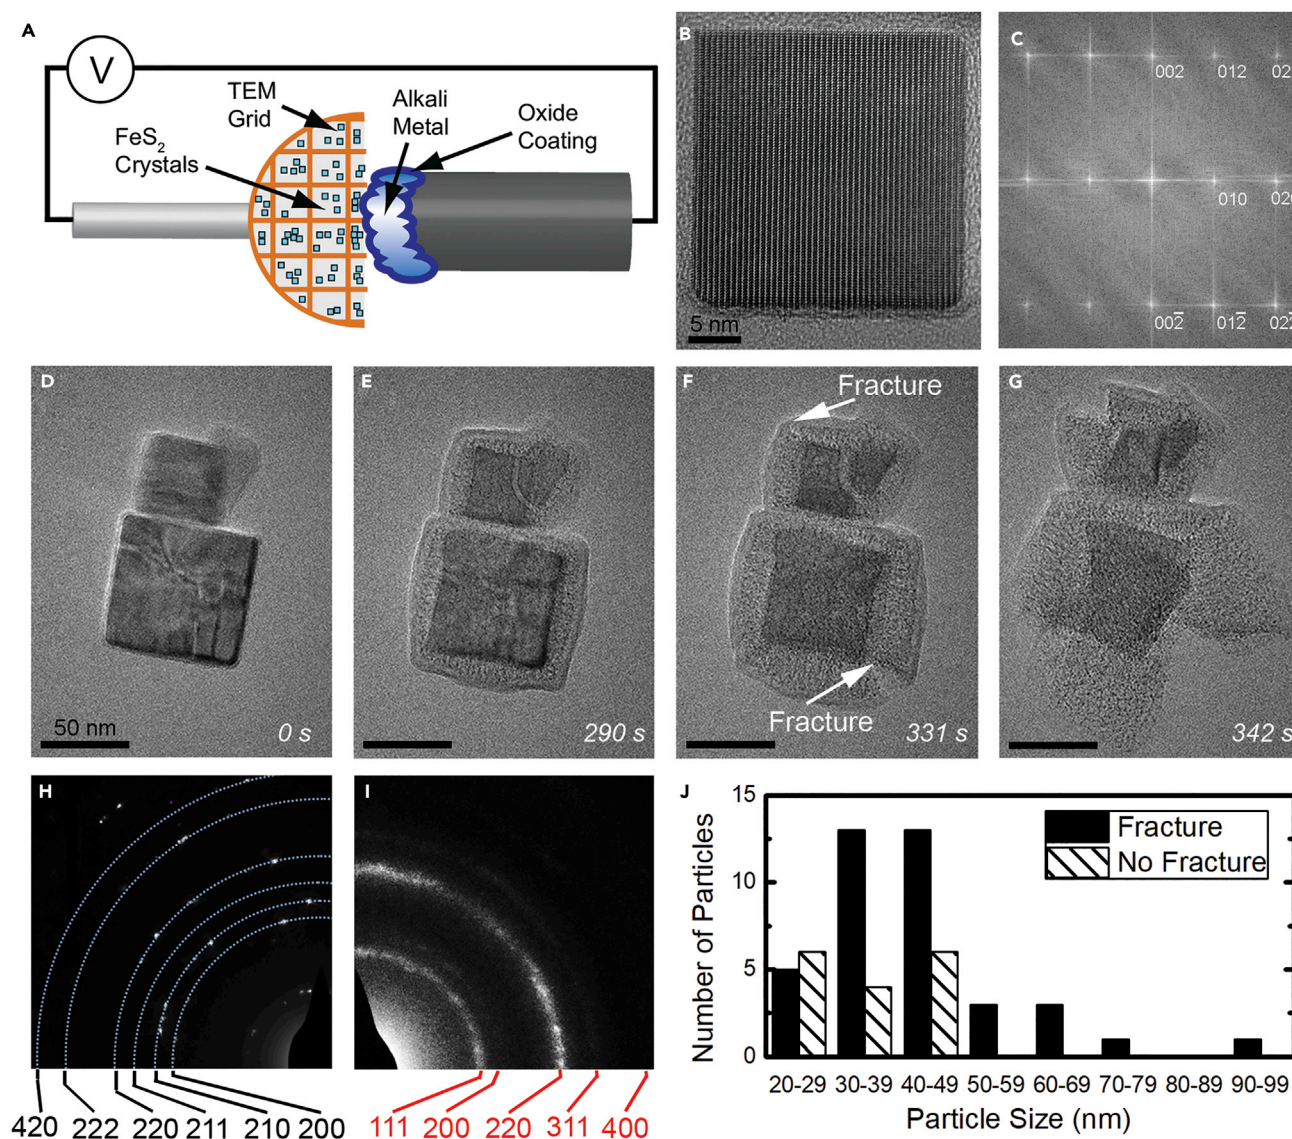 A
V
TEM
Grid
Alkali
Metal
Oxide
Coating
FeS₂
Crystals
B
5 nm
C
002
012
02
010
020
002̄
012̄
022̄
D
50 nm
0 s
E
290 s
F
Fracture
Fracture
331 s
G
342 s
H
420 222 220 211 210 200
I
111 200 220 311 400
J
15
10
5
0
Number of Particles
Fracture
No Fracture
20-29 30-39 40-49 50-59 60-69 70-79 80-89 90-99
Particle Size (nm)